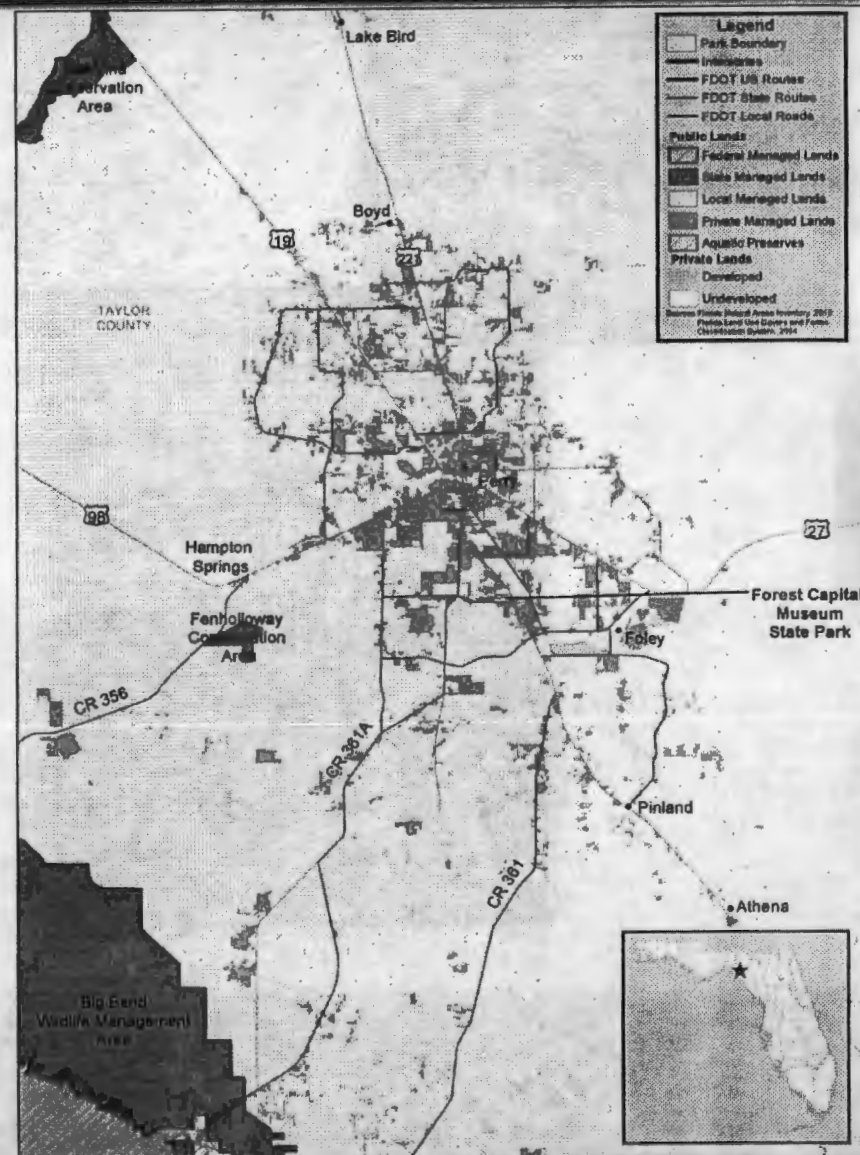 Lake Bird
Legend
Park Boundary
Interstates
FDOT US Routes
FDOT State Routes
FDOT Local Roads
Public Lands
Federal Managed Lands
State Managed Lands
Local Managed Lands
Private Managed Lands
Aquatic Preserves
Private Lands
Developed
Undeveloped
Area
Boyd
19
221
TAYLOR
COUNTY
Perry
98
27
Hampton
Springs
Forest Capital
Museum
State Park
Fenholloway
Area
Foley
CR 356
CR 361A
Pinland
CR 361
Athena
Big Bend
Wildlife Management
Area